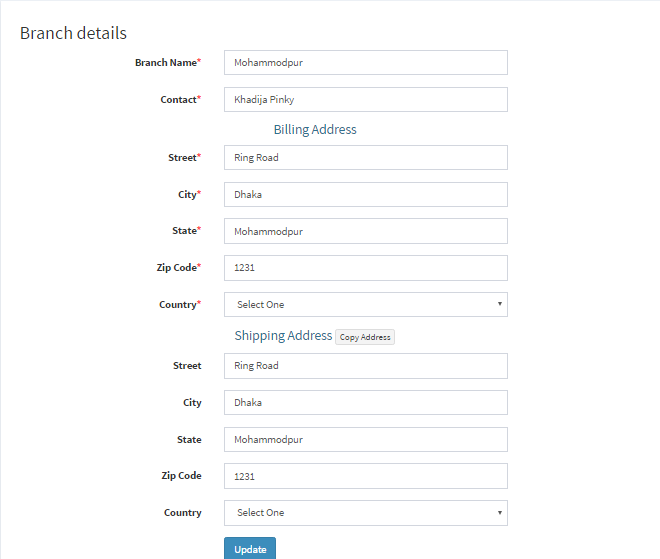 Branch details
Branch Name* Mohammodpur
Contact* Khadija Pinky
Billing Address
Street* Ring Road
City* Dhaka
State* Mohammodpur
Zip Code* 1231
Country* Select One
Shipping Address Copy Address
Street Ring Road
City Dhaka
State Mohammodpur
Zip Code 1231
Country Select One
Update